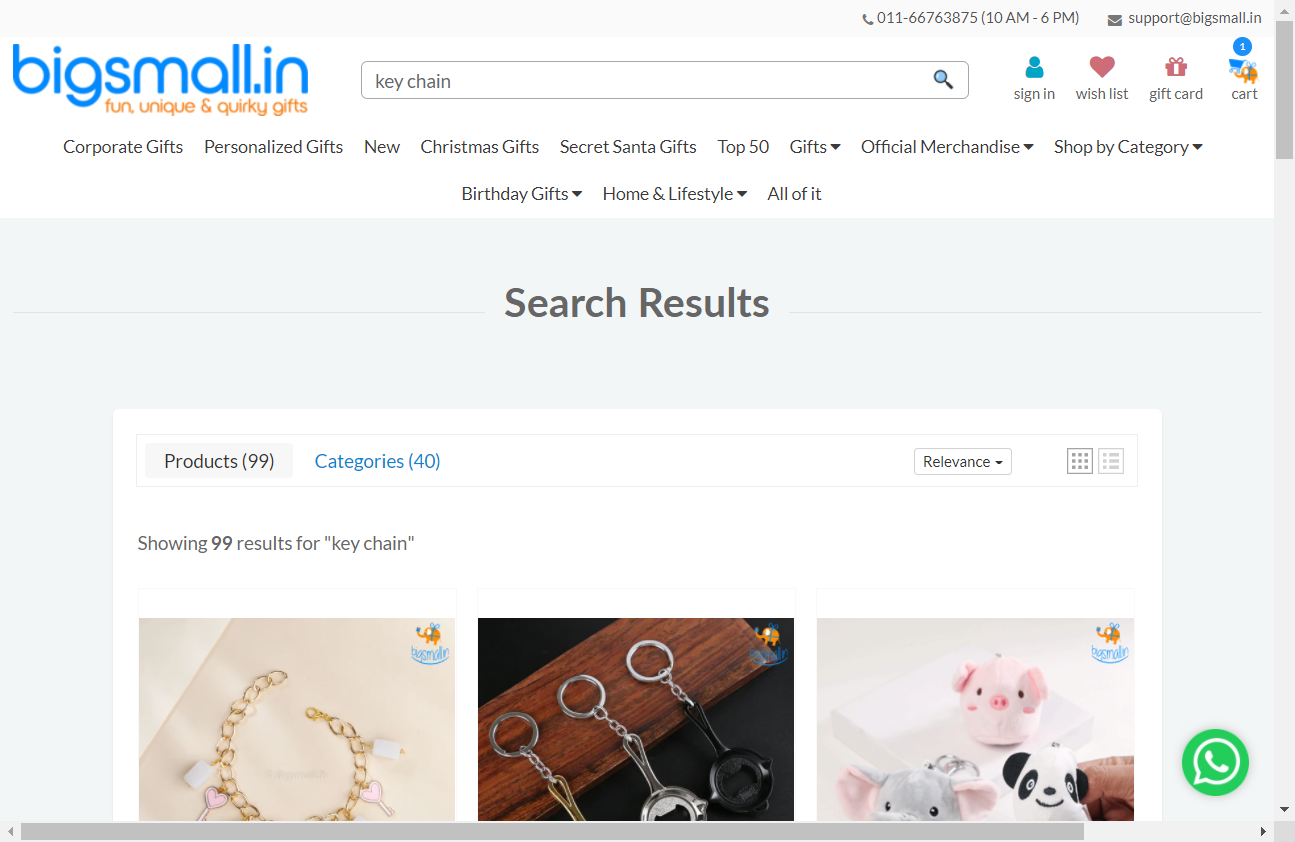 011-66763875 (10 AM - 6 PM) support@bigsmall.in
bigsmall.in
fun, unique & quirky gifts
key chain
1
sign in wish list gift card cart
Corporate Gifts Personalized Gifts New Christmas Gifts Secret Santa Gifts Top 50 Gifts Official Merchandise Shop by Category
Birthday Gifts Home & Lifestyle All of it
Search Results
Products (99) Categories (40) Relevance
Showing 99 results for "key chain"
bigsmall.in bigsmall.in bigsmall.in